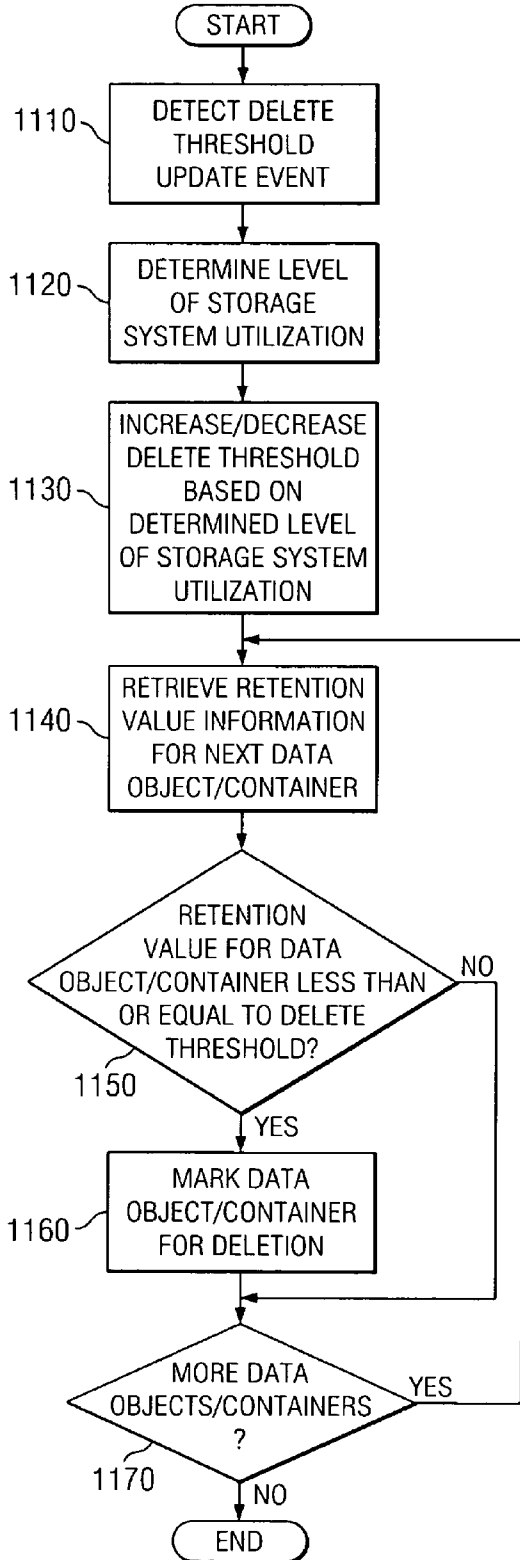 START
1110
DETECT DELETE
THRESHOLD
UPDATE EVENT
1120
DETERMINE LEVEL
OF STORAGE
SYSTEM UTILIZATION
1130
INCREASE/DECREASE
DELETE THRESHOLD
BASED ON
DETERMINED LEVEL
OF STORAGE SYSTEM
UTILIZATION
1140
RETRIEVE RETENTION
VALUE INFORMATION
FOR NEXT DATA
OBJECT/CONTAINER
RETENTION
VALUE FOR DATA
OBJECT/CONTAINER LESS THAN
OR EQUAL TO DELETE
THRESHOLD?
NO
1150
YES
1160
MARK DATA
OBJECT/CONTAINER
FOR DELETION
MORE DATA
OBJECTS/CONTAINERS
?
YES
1170
NO
END